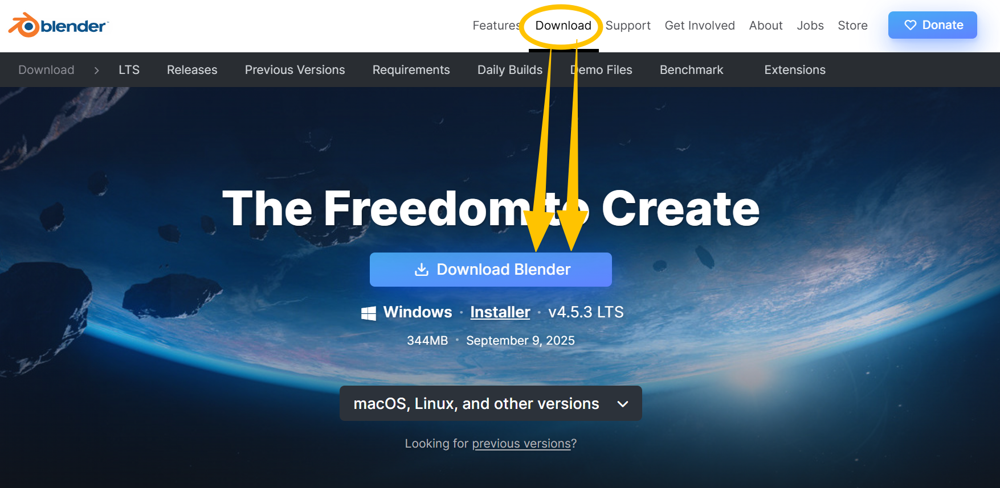 blender™
Features Download Support Get Involved About Jobs Store Donate
Download > LTS Releases Previous Versions Requirements Daily Builds Demo Files Benchmark Extensions
The Freedom to Create
Download Blender
Windows · Installer · v4.5.3 LTS
344MB · September 9, 2025
macOS, Linux, and other versions
Looking for previous versions?